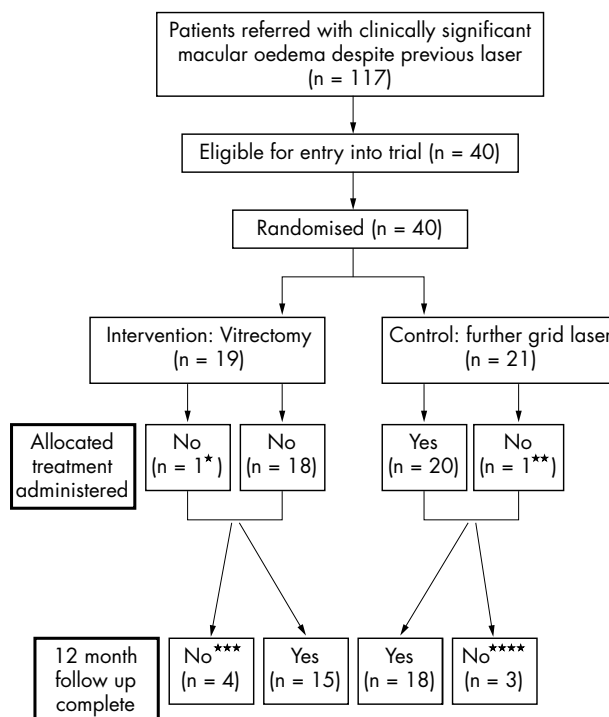 Patients referred with clinically significant
macular oedema despite previous laser
(n = 117)
Eligible for entry into trial (n = 40)
Randomised (n = 40)
Intervention: Vitrectomy
(n = 19)
Control: further grid laser
(n = 21)
Allocated
treatment
administered
No
(n = 1★)
No
(n = 18)
Yes
(n = 20)
No
(n = 1★★)
12 month
follow up
complete
No★★★
(n = 4)
Yes
(n = 15)
Yes
(n = 18)
No★★★★
(n = 3)